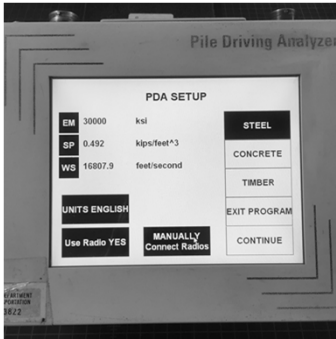 Pile Driving Analyzer
PDA SETUP
EM 30000 ksi
SP 0.492 kips/feet^3
WS 16807.9 feet/second
STEEL
CONCRETE
TIMBER
EXIT PROGRAM
CONTINUE
UNITS ENGLISH
Use Radio YES
MANUALLY
Connect Radios